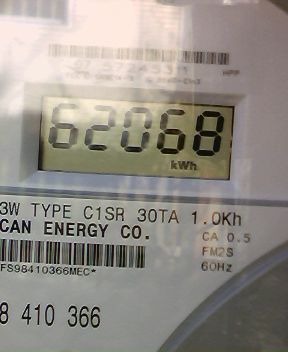 62068
kWh
3W TYPE C1SR 30TA 1.0Kh
CAN ENERGY CO.
CA 0.5
FM2S
60Hz
FS98410366MEC*
8 410 366